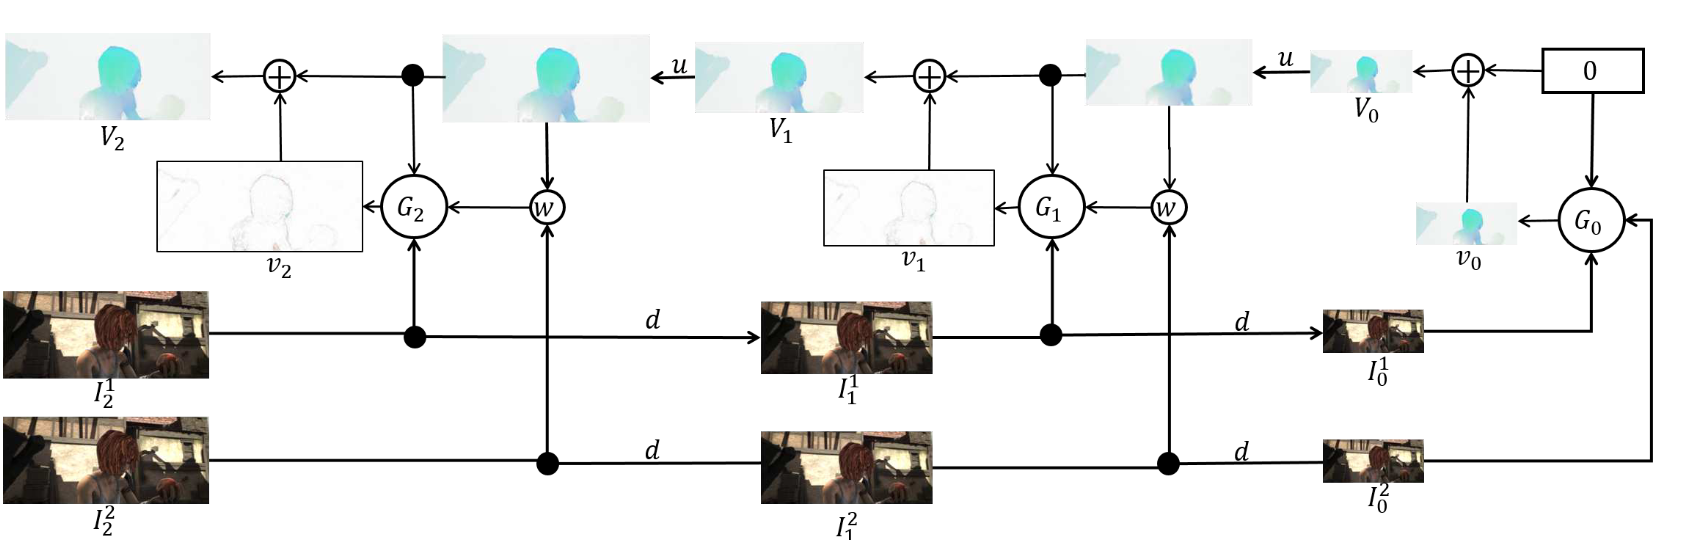 u
u
0
V₂
V₁
V₀
G₂
w
G₁
w
G₀
v₂
v₁
v₀
d
d
I₂¹
I₁¹
I₀¹
d
d
I₂²
I₁²
I₀²